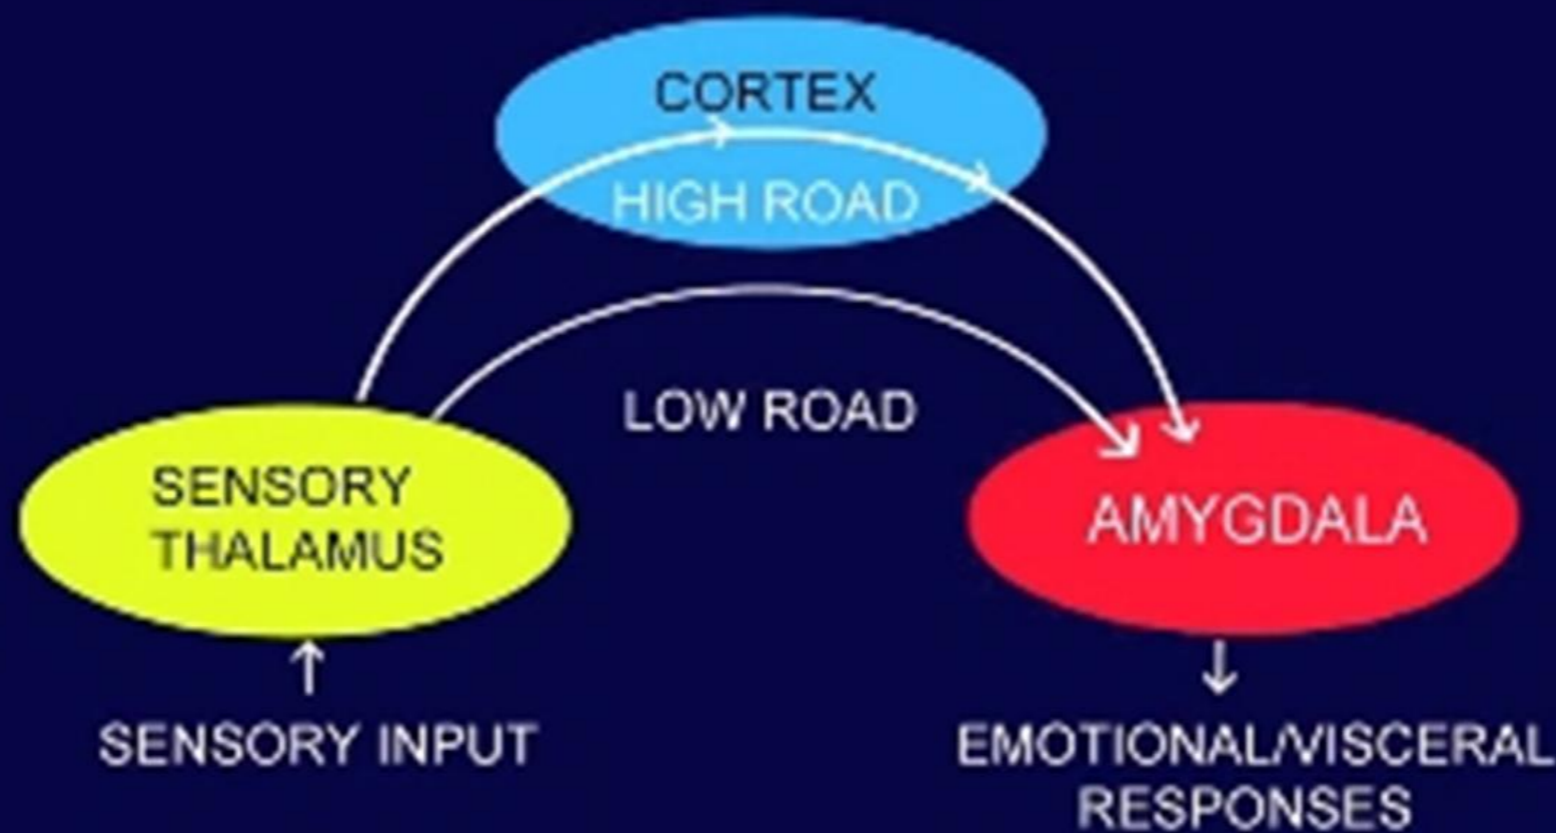 CORTEX
HIGH ROAD
LOW ROAD
SENSORY
THALAMUS
AMYGDALA
SENSORY INPUT
EMOTIONAL/VISCERAL
RESPONSES